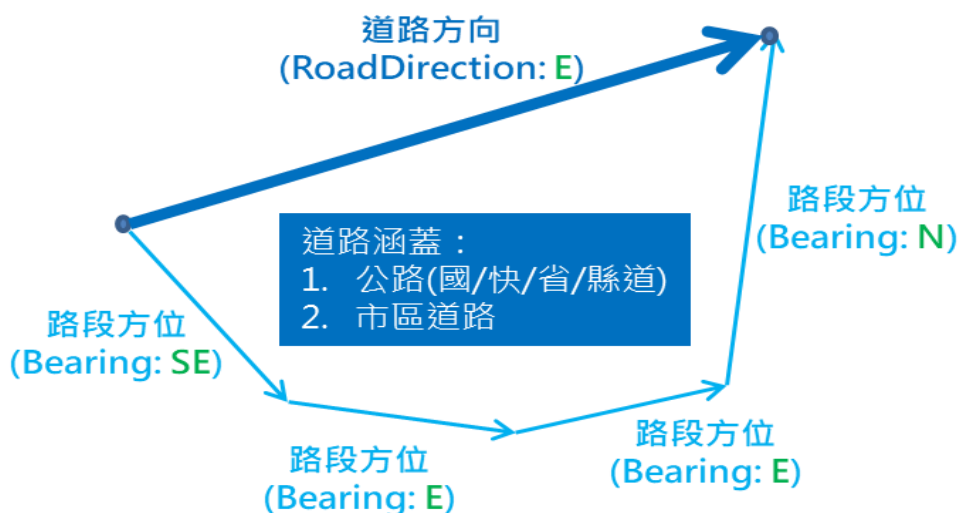 道路方向
(RoadDirection: E)
路段方位
(Bearing: N)
道路涵蓋：
1. 公路(國/快/省/縣道)
2. 市區道路
路段方位
(Bearing: SE)
路段方位
(Bearing: E)
路段方位
(Bearing: E)